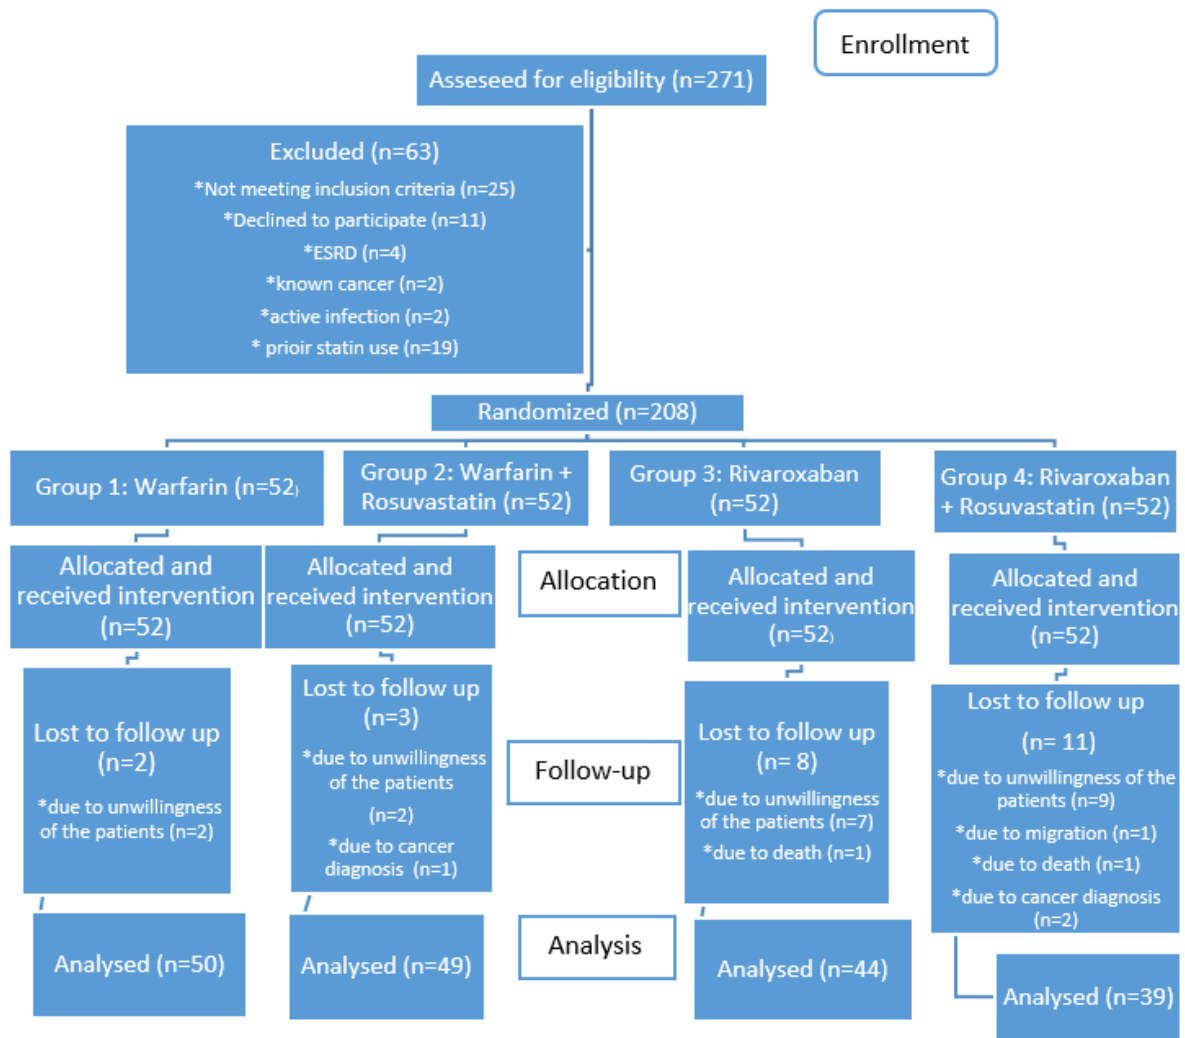 Enrollment
Asseseed for eligibility (n=271)
Excluded (n=63)
*Not meeting inclusion criteria (n=25)
*Declined to participate (n=11)
*ESRD (n=4)
*known cancer (n=2)
*active infection (n=2)
* prioir statin use (n=19)
Randomized (n=208)
Group 1: Warfarin (n=52)
Group 2: Warfarin +
Rosuvastatin (n=52)
Group 3: Rivaroxaban
(n=52)
Group 4: Rivaroxaban
+ Rosuvastatin (n=52)
Allocated and
received intervention
(n=52)
Allocated and
received intervention
(n=52)
Allocation
Allocated and
received intervention
(n=52)
Allocated and
received intervention
(n=52)
Lost to follow up
(n=2)
*due to unwillingness
of the patients (n=2)
Lost to follow up
(n=3)
*due to unwillingness
of the patients
(n=2)
*due to cancer
diagnosis (n=1)
Follow-up
Lost to follow up
(n= 8)
*due to unwillingness
of the patients (n=7)
*due to death (n=1)
Lost to follow up
(n= 11)
*due to unwillingness of the
patients (n=9)
*due to migration (n=1)
*due to death (n=1)
*due to cancer diagnosis
(n=2)
Analysed (n=50)
Analysed (n=49)
Analysis
Analysed (n=44)
Analysed (n=39)